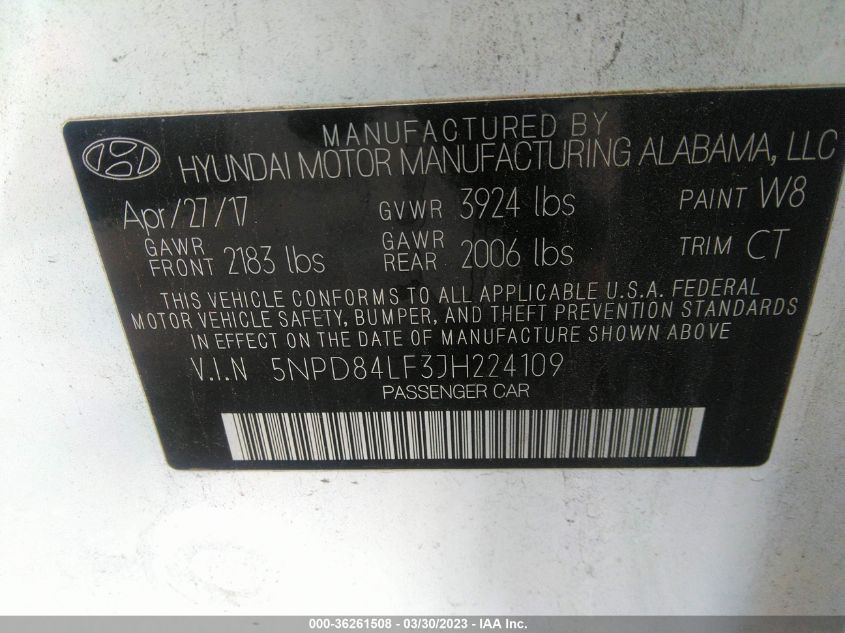 MANUFACTURED BY
HYUNDAI MOTOR MANUFACTURING ALABAMA, LLC
Apr/27/17 GVWR 3924 lbs PAINT W8
GAWR FRONT 2183 lbs GAWR REAR 2006 lbs TRIM CT
THIS VEHICLE CONFORMS TO ALL APPLICABLE U.S.A. FEDERAL
MOTOR VEHICLE SAFETY, BUMPER, AND THEFT PREVENTION STANDARDS
IN EFFECT ON THE DATE OF MANUFACTURE SHOWN ABOVE
V.I.N 5NPD84LF3JH224109
PASSENGER CAR
000-36261508 - 03/30/2023 - IAA Inc.